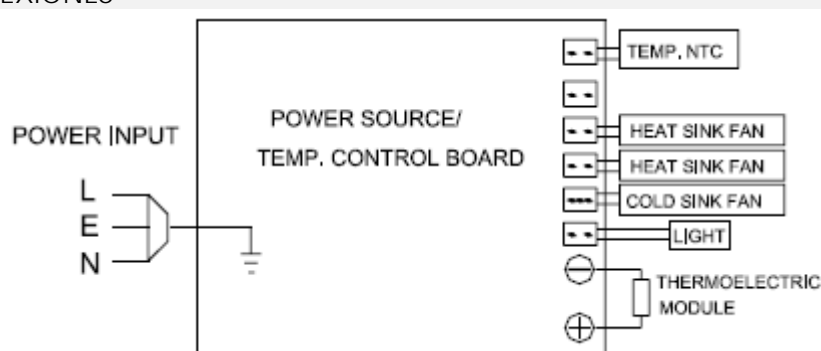 POWER INPUT
L
E
N
POWER SOURCE/
TEMP. CONTROL BOARD
TEMP. NTC
HEAT SINK FAN
HEAT SINK FAN
COLD SINK FAN
LIGHT
THERMOELECTRIC
MODULE